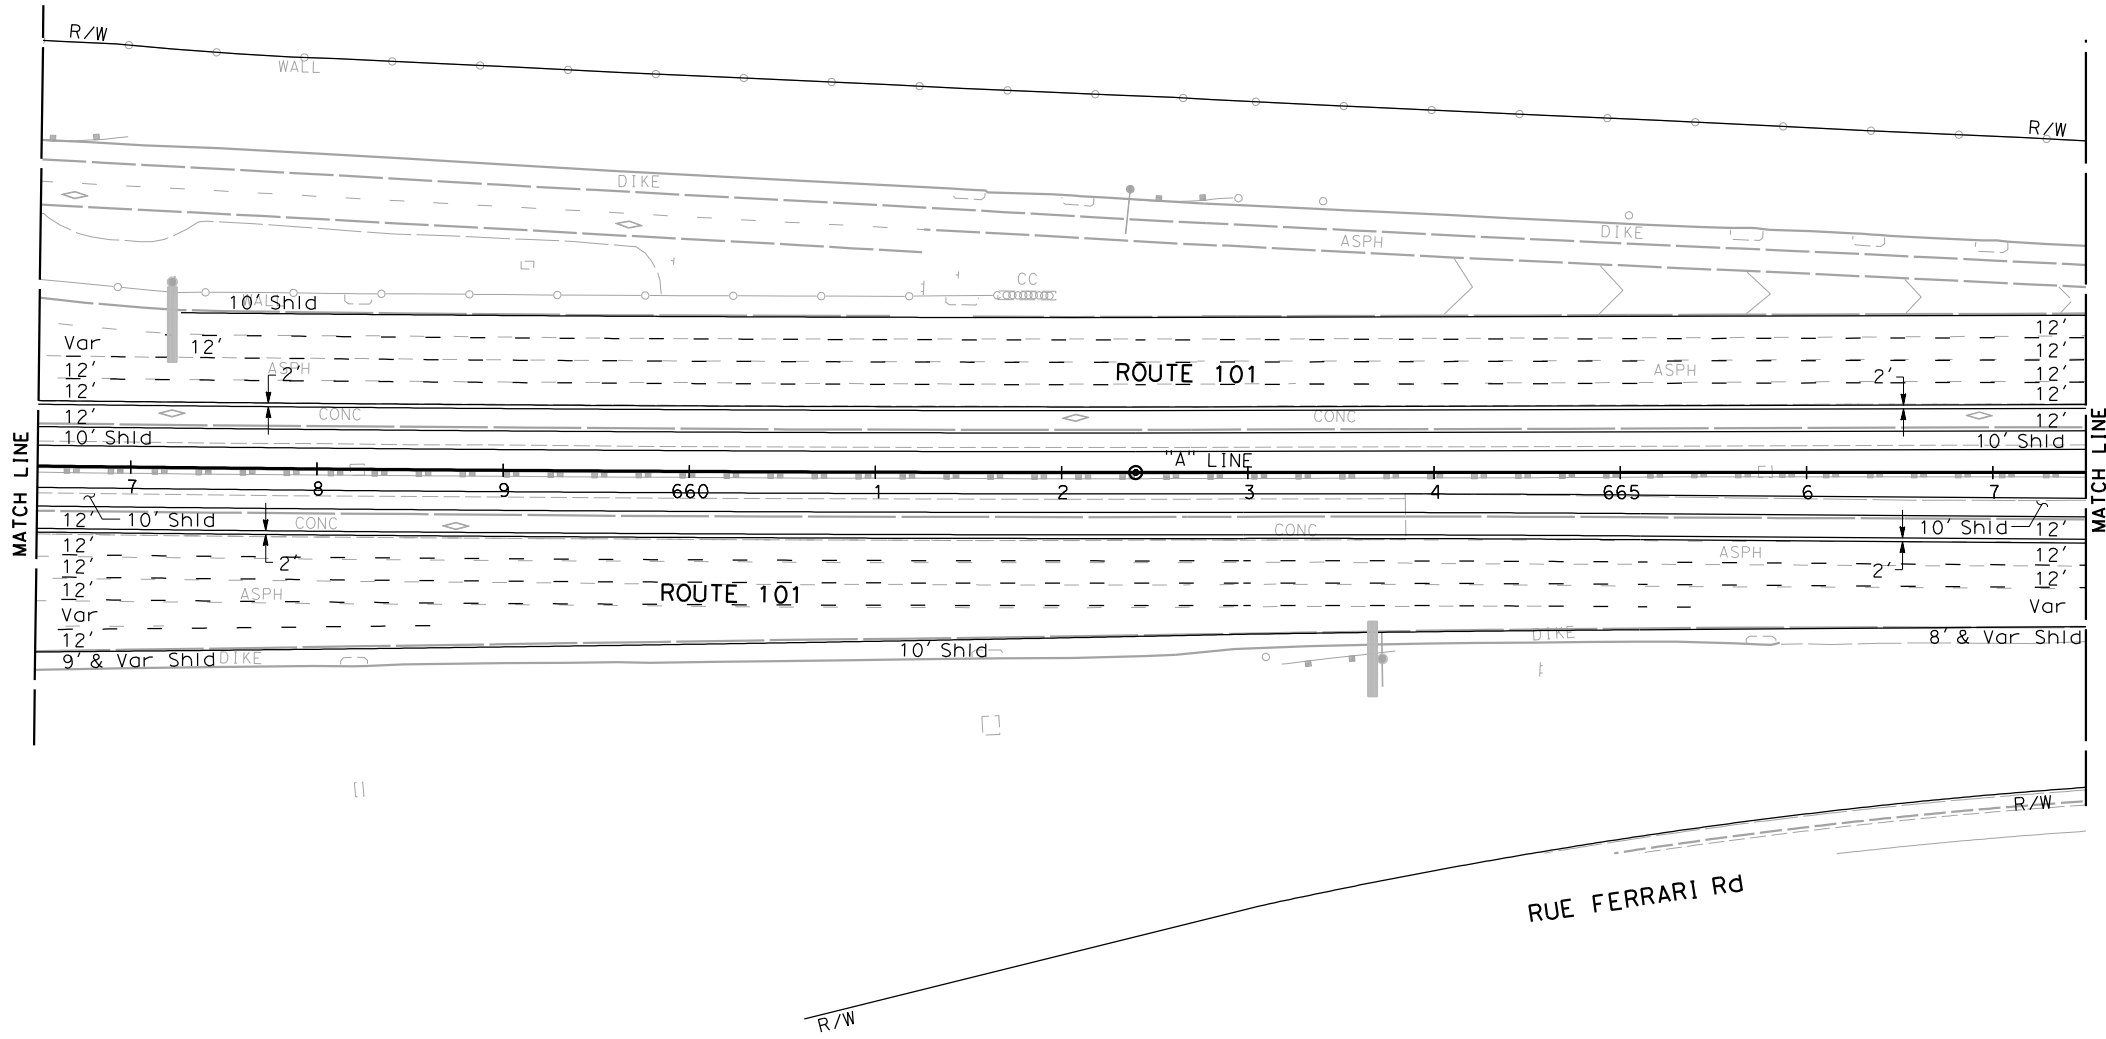 R/W
WALL
R/W
DIKE
DIKE
ASPH
CC
WALL
10' Shld
12'
Var
12'
12'
ROUTE 101
ASPH
12'
ASPH
2'
12'
2'
12'
12'
12'
12'
CONC
CONC
12'
10' Shld
10' Shld
"A" LINE
MATCH LINE
MATCH LINE
7
8
9
660
1
2
3
4
665
6
7
12'
10' Shld
CONC
CONC
10' Shld
12'
12'
ASPH
12'
12'
2'
2'
12'
12'
ASPH
ROUTE 101
Var
Var
12'
DIKE
8' & Var Shld
9' & Var Shld
DIKE
10' Shld
R/W
RUE FERRARI Rd
R/W